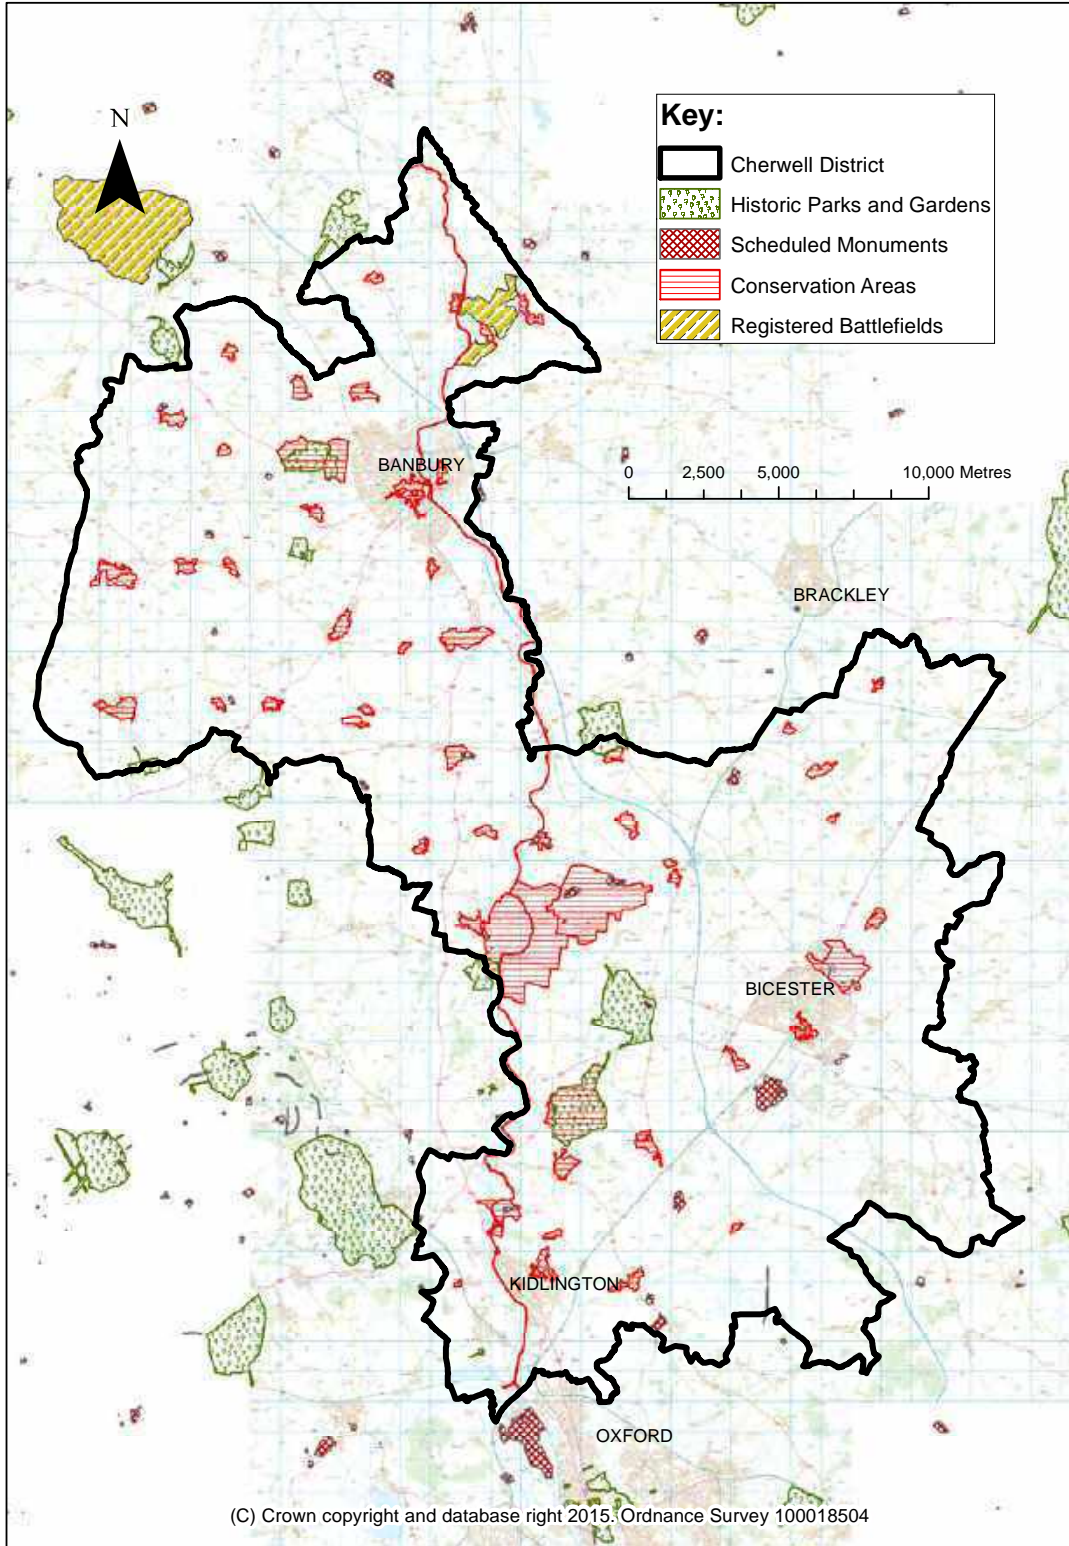 Key:
N
Cherwell District
Historic Parks and Gardens
Scheduled Monuments
Conservation Areas
Registered Battlefields
BANBURY
0 2,500 5,000 10,000 Metres
BRACKLEY
BICESTER
KIDLINGTON
OXFORD
(C) Crown copyright and database right 2015. Ordnance Survey 100018504